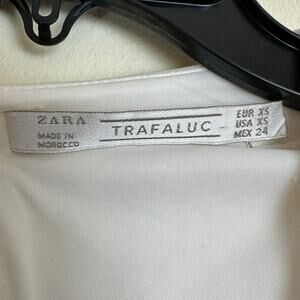 ZARA
MADE IN
MOROCCO
TRAFALUC
EUR XS
USA XS
MEX 24